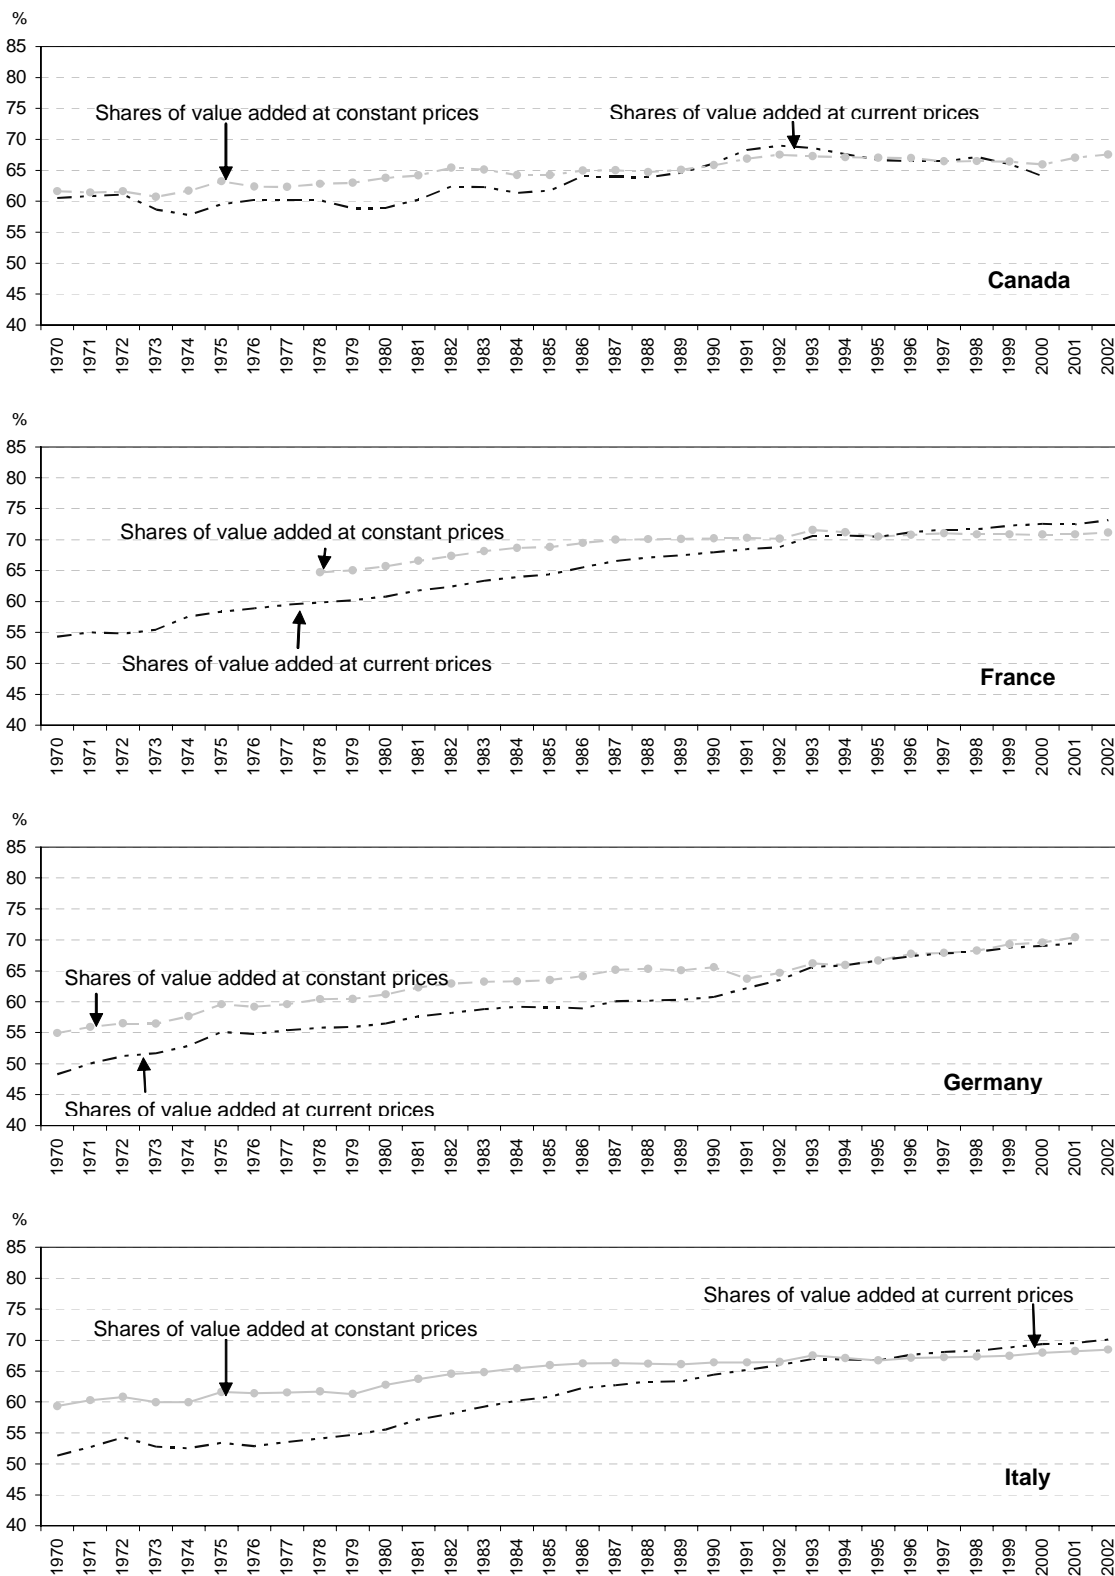 %
85
80
75
Shares of value added at constant prices
Shares of value added at current prices
70
65
60
55
50
Canada
45
40
1970 1971 1972 1973 1974 1975 1976 1977 1978 1979 1980 1981 1982 1983 1984 1985 1986 1987 1988 1989 1990 1991 1992 1993 1994 1995 1996 1997 1998 1999 2000 2001 2002
%
85
80
75
Shares of value added at constant prices
70
65
60
55
Shares of value added at current prices
50
France
45
40
1970 1971 1972 1973 1974 1975 1976 1977 1978 1979 1980 1981 1982 1983 1984 1985 1986 1987 1988 1989 1990 1991 1992 1993 1994 1995 1996 1997 1998 1999 2000 2001 2002
%
85
80
75
70
65
Shares of value added at constant prices
60
55
50
Germany
45
Shares of value added at current prices
40
1970 1971 1972 1973 1974 1975 1976 1977 1978 1979 1980 1981 1982 1983 1984 1985 1986 1987 1988 1989 1990 1991 1992 1993 1994 1995 1996 1997 1998 1999 2000 2001 2002
%
85
80
Shares of value added at current prices
75
Shares of value added at constant prices
70
65
60
55
50
Italy
45
40
1970 1971 1972 1973 1974 1975 1976 1977 1978 1979 1980 1981 1982 1983 1984 1985 1986 1987 1988 1989 1990 1991 1992 1993 1994 1995 1996 1997 1998 1999 2000 2001 2002